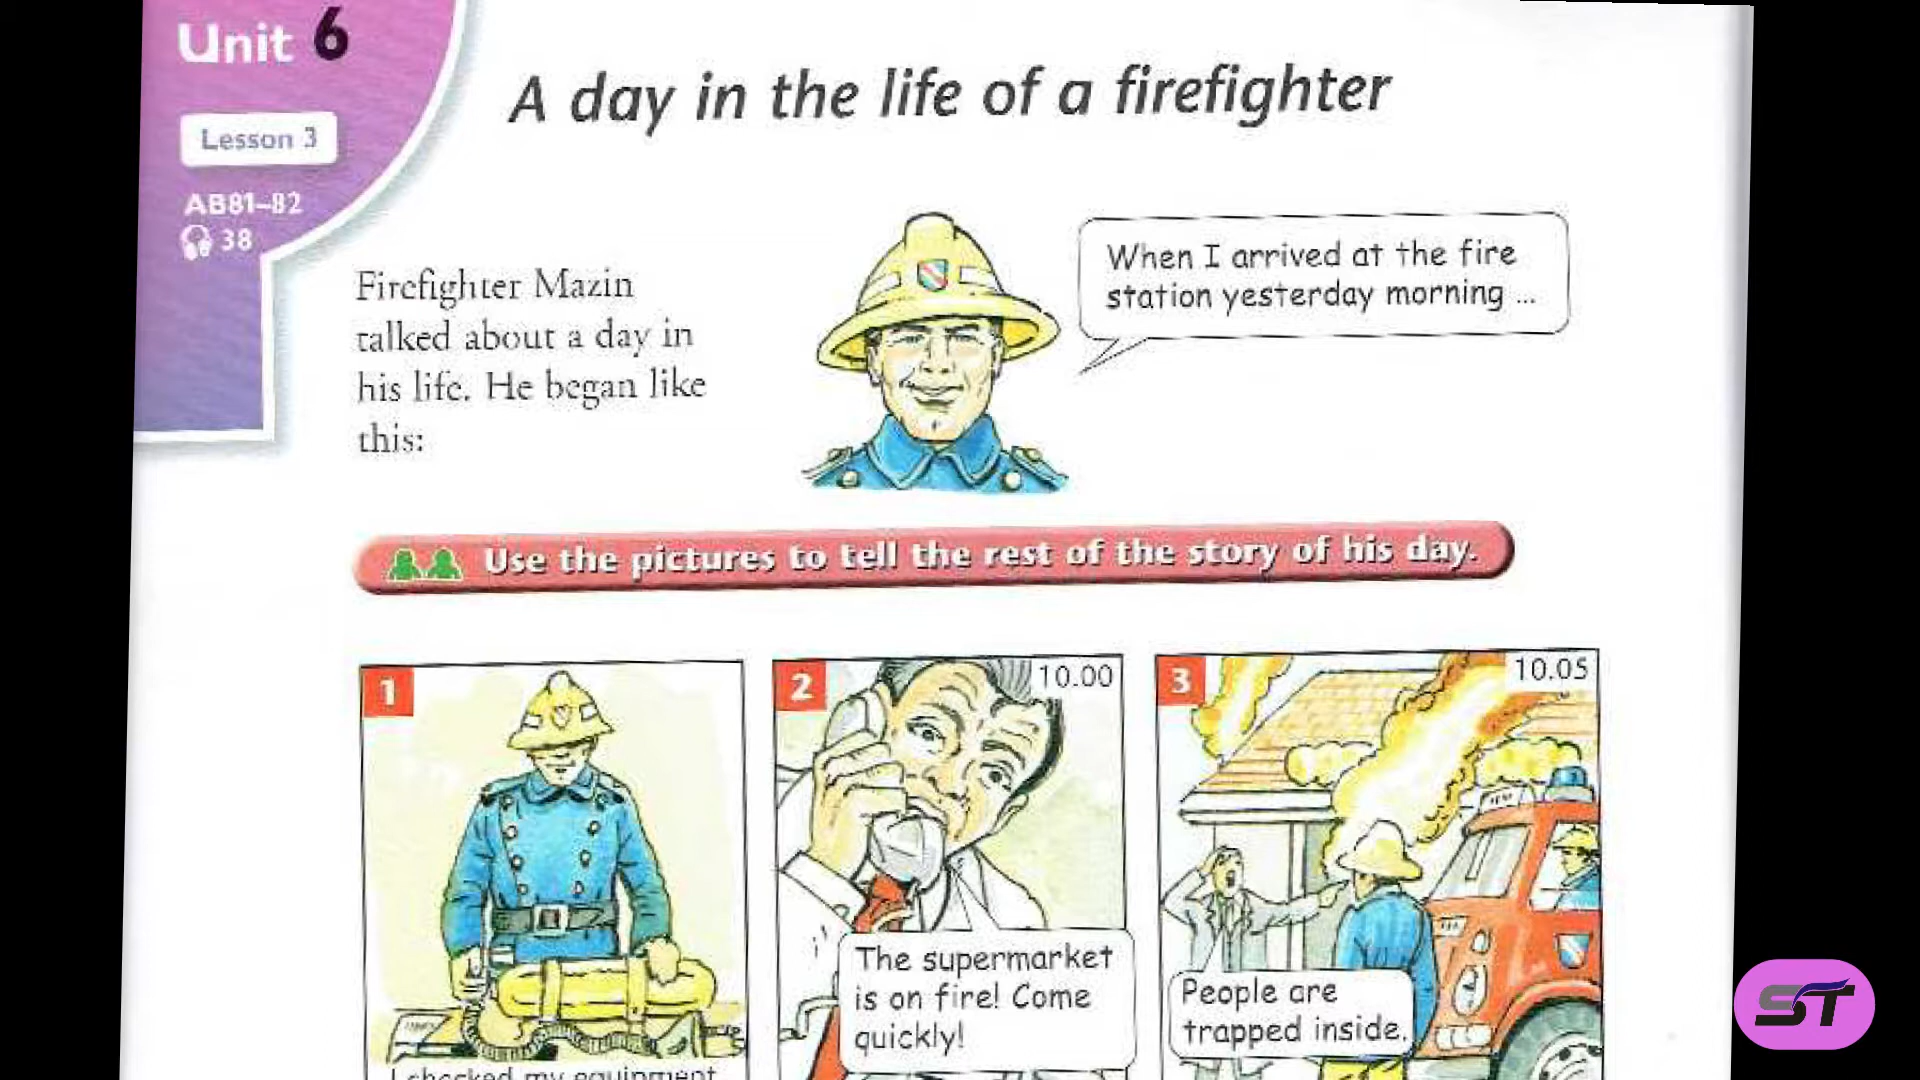 Unit 6
Lesson 3
AB81–82
38
A day in the life of a firefighter
Firefighter Mazin
talked about a day in
his life. He began like
this:
When I arrived at the fire
station yesterday morning ...
Use the pictures to tell the rest of the story of his day.
1
I checked my equipment
2
10.00
The supermarket
is on fire! Come
quickly!
3
10.05
People are
trapped inside.
ST